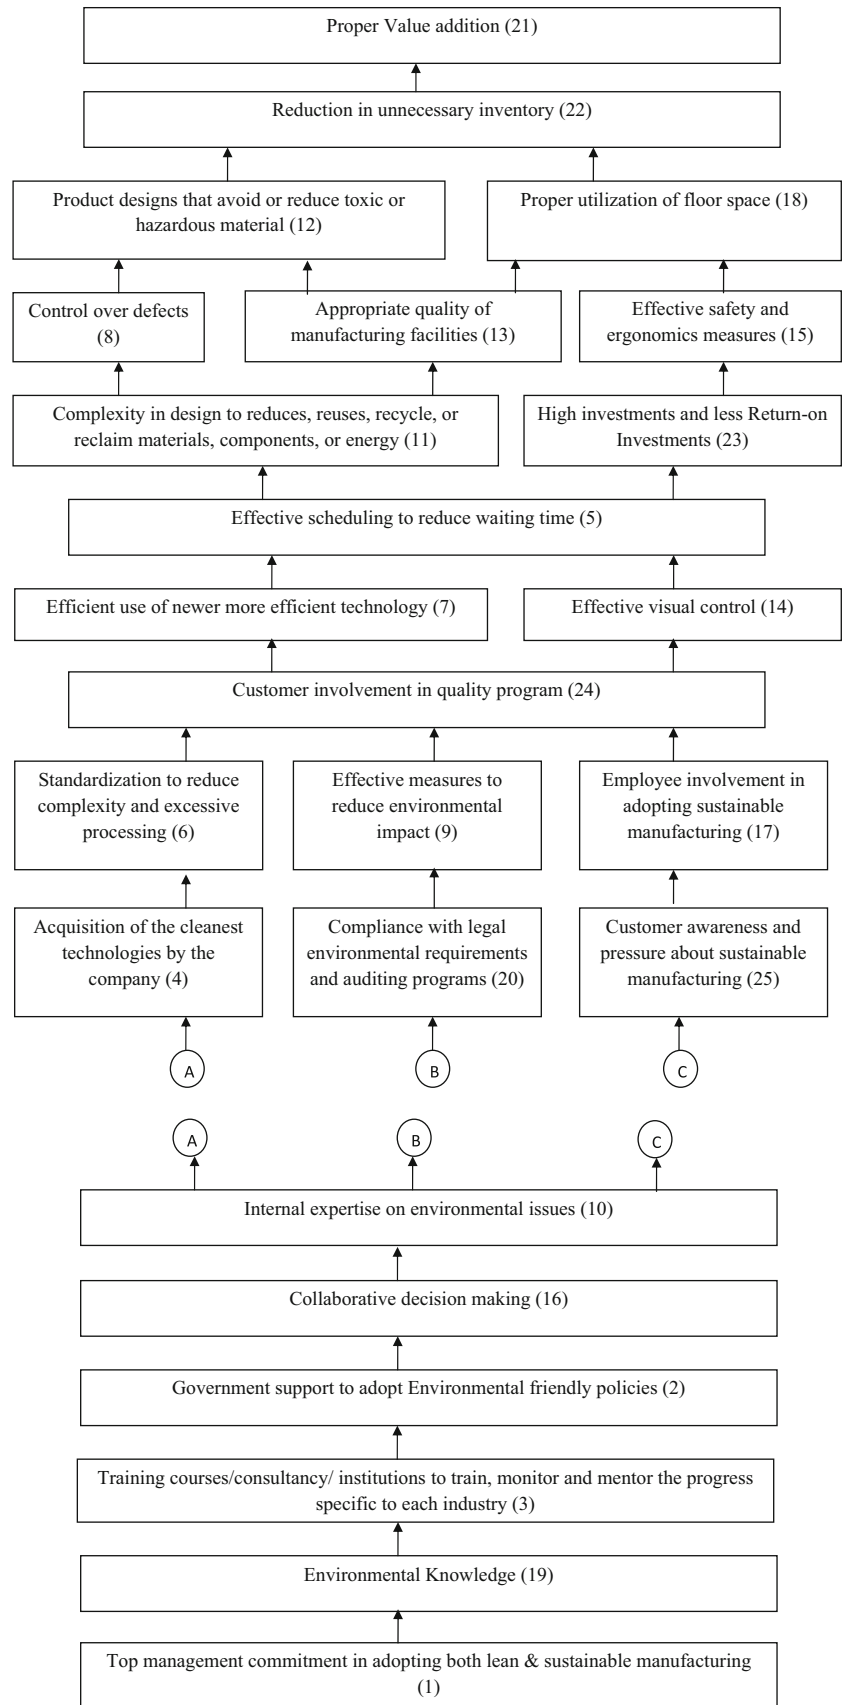 Proper Value addition (21)
Reduction in unnecessary inventory (22)
Product designs that avoid or reduce toxic or
hazardous material (12)
Proper utilization of floor space (18)
Control over defects
(8)
Appropriate quality of
manufacturing facilities (13)
Effective safety and
ergonomics measures (15)
Complexity in design to reduces, reuses, recycle, or
reclaim materials, components, or energy (11)
High investments and less Return-on
Investments (23)
Effective scheduling to reduce waiting time (5)
Efficient use of newer more efficient technology (7)
Effective visual control (14)
Customer involvement in quality program (24)
Standardization to reduce
complexity and excessive
processing (6)
Effective measures to
reduce environmental
impact (9)
Employee involvement in
adopting sustainable
manufacturing (17)
Acquisition of the cleanest
technologies by the
company (4)
Compliance with legal
environmental requirements
and auditing programs (20)
Customer awareness and
pressure about sustainable
manufacturing (25)
A
B
C
A
B
C
Internal expertise on environmental issues (10)
Collaborative decision making (16)
Government support to adopt Environmental friendly policies (2)
Training courses/consultancy/ institutions to train, monitor and mentor the progress
specific to each industry (3)
Environmental Knowledge (19)
Top management commitment in adopting both lean & sustainable manufacturing
(1)